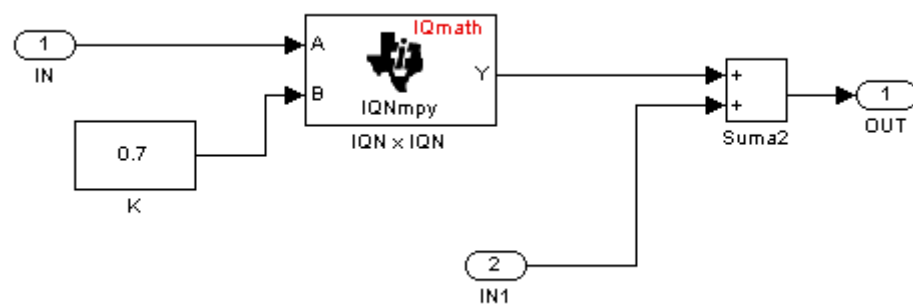 IQmath
1
IN
A
B
Y
IQNmpy
IQN x IQN
0.7
K
+
+
Suma2
1
OUT
2
IN1